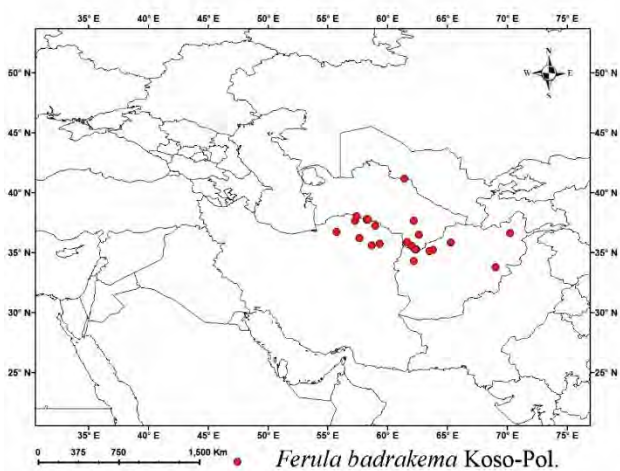 35° E 40° E 45° E 50° E 55° E 60° E 65° E 70° E 75° E
50° N 50° N
N
W E
S
45° N 45° N
40° N 40° N
35° N 35° N
30° N 30° N
25° N 25° N
35° E 40° E 45° E 50° E 55° E 60° E 65° E 70° E 75° E
0 375 750 1,500 Km
Ferula badrakema Koso-Pol.